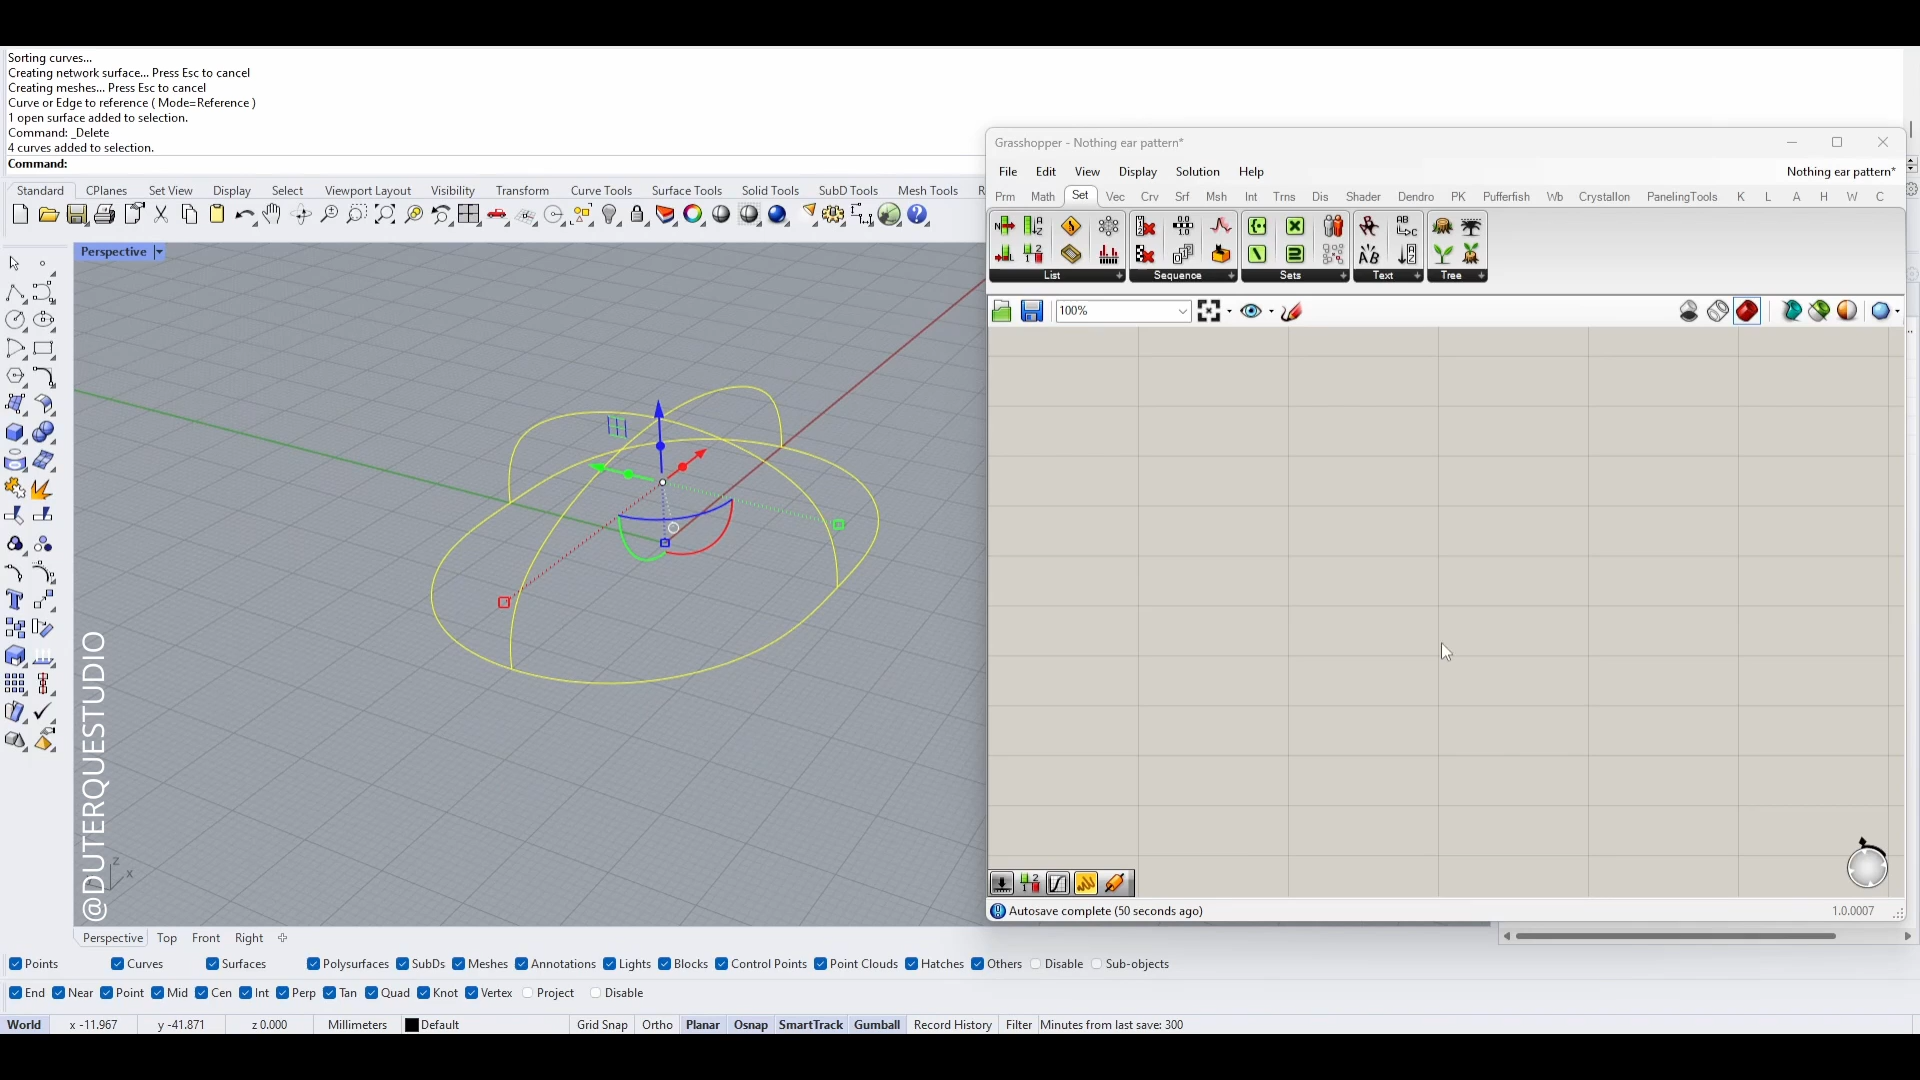 Sorting curves...
Creating network surface... Press Esc to cancel
Creating meshes... Press Esc to cancel
Curve or Edge to reference ( Mode=Reference )
1 open surface added to selection.
Command: _Delete
4 curves added to selection.
Command:
Standard CPlanes Set View Display Select Viewport Layout Visibility Transform Curve Tools Surface Tools Solid Tools SubD Tools Mesh Tools R
Perspective
Grasshopper - Nothing ear pattern*
File Edit View Display Solution Help Nothing ear pattern*
Prm Math Set Vec Crv Srf Msh Int Trns Dis Shader Dendro PK Pufferfish Wb Crystallon PanelingTools K L A H W C
List Sequence Sets Text Tree
100%
@DUTERQUESTUDIO
z
x
Autosave complete (50 seconds ago) 1.0.0007
Perspective Top Front Right
Points Curves Surfaces Polysurfaces SubDs Meshes Annotations Lights Blocks Control Points Point Clouds Hatches Others Disable Sub-objects
End Near Point Mid Cen Int Perp Tan Quad Knot Vertex Project Disable
World x -11.967 y -41.871 z 0.000 Millimeters Default Grid Snap Ortho Planar Osnap SmartTrack Gumball Record History Filter Minutes from last save: 300